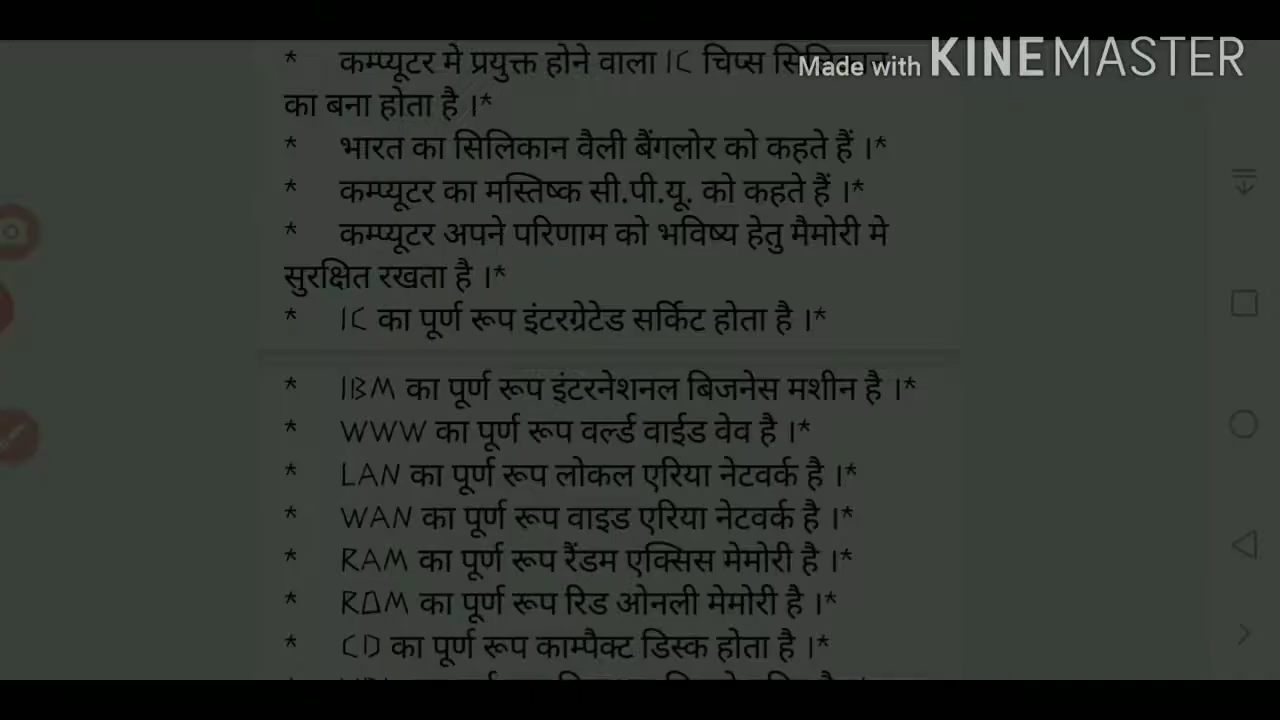 * कम्प्यूटर मे प्रयुक्त होने वाला IC चिप्स सिलिकान
Made with KINEMASTER
का बना होता है ।*
* भारत का सिलिकान वैली बैंगलोर को कहते हैं ।*
* कम्प्यूटर का मस्तिष्क सी.पी.यू. को कहते हैं ।*
* कम्प्यूटर अपने परिणाम को भविष्य हेतु मैमोरी मे
सुरक्षित रखता है ।*
* IC का पूर्ण रूप इंटरग्रेटेड सर्किट होता है ।*
* IBM का पूर्ण रूप इंटरनेशनल बिजनेस मशीन है ।*
* WWW का पूर्ण रूप वर्ल्ड वाईड वेव है ।*
* LAN का पूर्ण रूप लोकल एरिया नेटवर्क है ।*
* WAN का पूर्ण रूप वाइड एरिया नेटवर्क है ।*
* RAM का पूर्ण रूप रैंडम एक्सिस मेमोरी है ।*
* ROM का पूर्ण रूप रिड ओनली मेमोरी है ।*
* CD का पूर्ण रूप काम्पैक्ट डिस्क होता है ।*